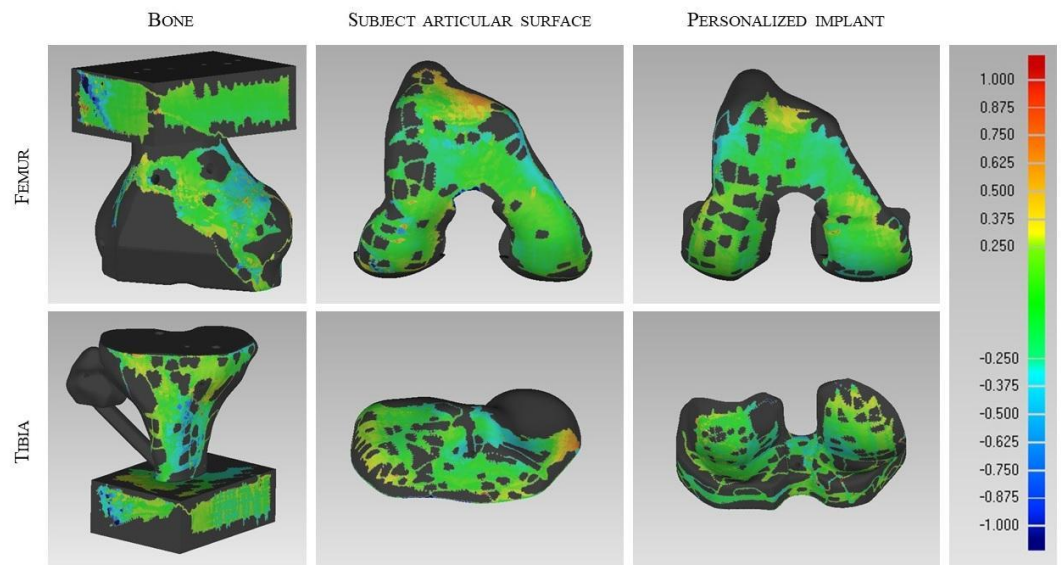 BONE
SUBJECT ARTICULAR SURFACE
PERSONALIZED IMPLANT
FEMUR
TIBIA
1.000
0.875
0.750
0.625
0.500
0.375
0.250
-0.250
-0.375
-0.500
-0.625
-0.750
-0.875
-1.000